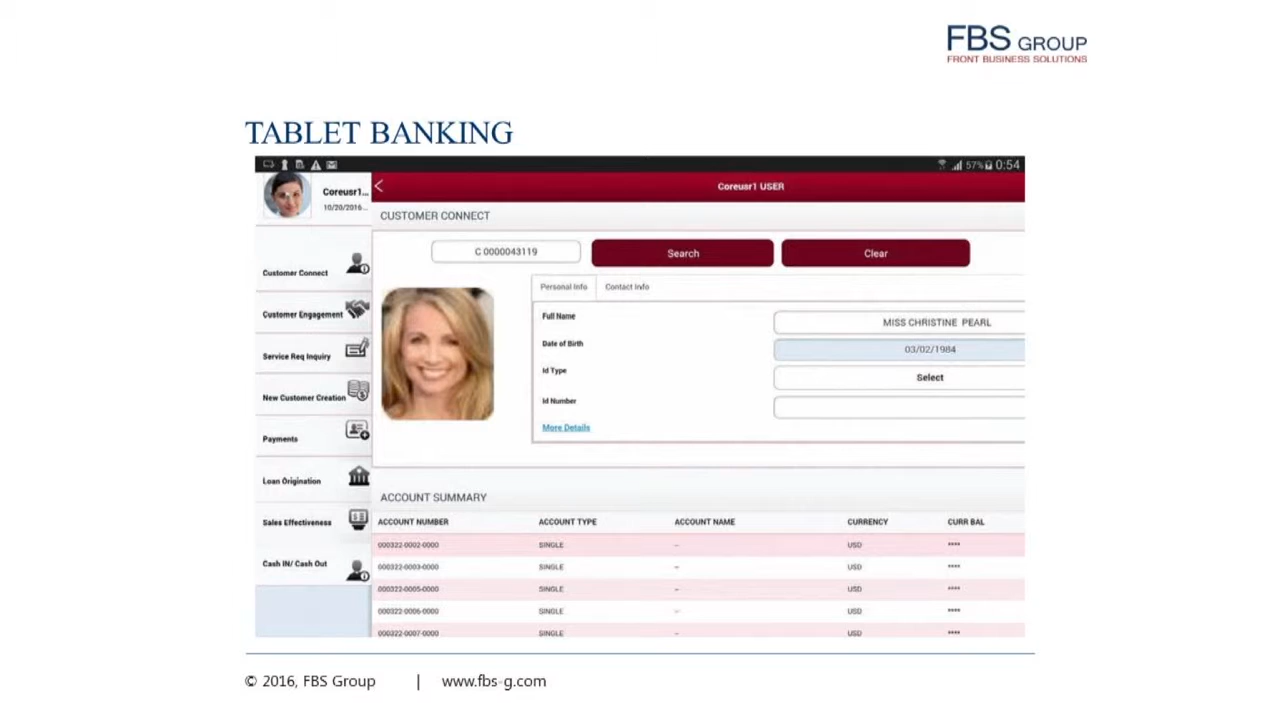 FBS GROUP
FRONT BUSINESS SOLUTIONS
TABLET BANKING
57% 0:54
Coreusr1...
10/20/2016...
Coreusr1 USER
CUSTOMER CONNECT
C 0000043119
Search
Clear
Customer Connect
Customer Engagement
Service Req Inquiry
New Customer Creation
Payments
Loan Origination
Sales Effectiveness
Cash IN/ Cash Out
Personal Info
Contact Info
Full Name
MISS CHRISTINE PEARL
Date of Birth
03/02/1984
Id Type
Select
Id Number
More Details
ACCOUNT SUMMARY
ACCOUNT NUMBER ACCOUNT TYPE ACCOUNT NAME CURRENCY CURR BAL
000322-0002-0000 SINGLE -- USD ****
000322-0003-0000 SINGLE -- USD ****
000322-0005-0000 SINGLE -- USD ****
000322-0006-0000 SINGLE -- USD ****
000322-0007-0000 SINGLE -- USD ****
© 2016, FBS Group | www.fbs-g.com